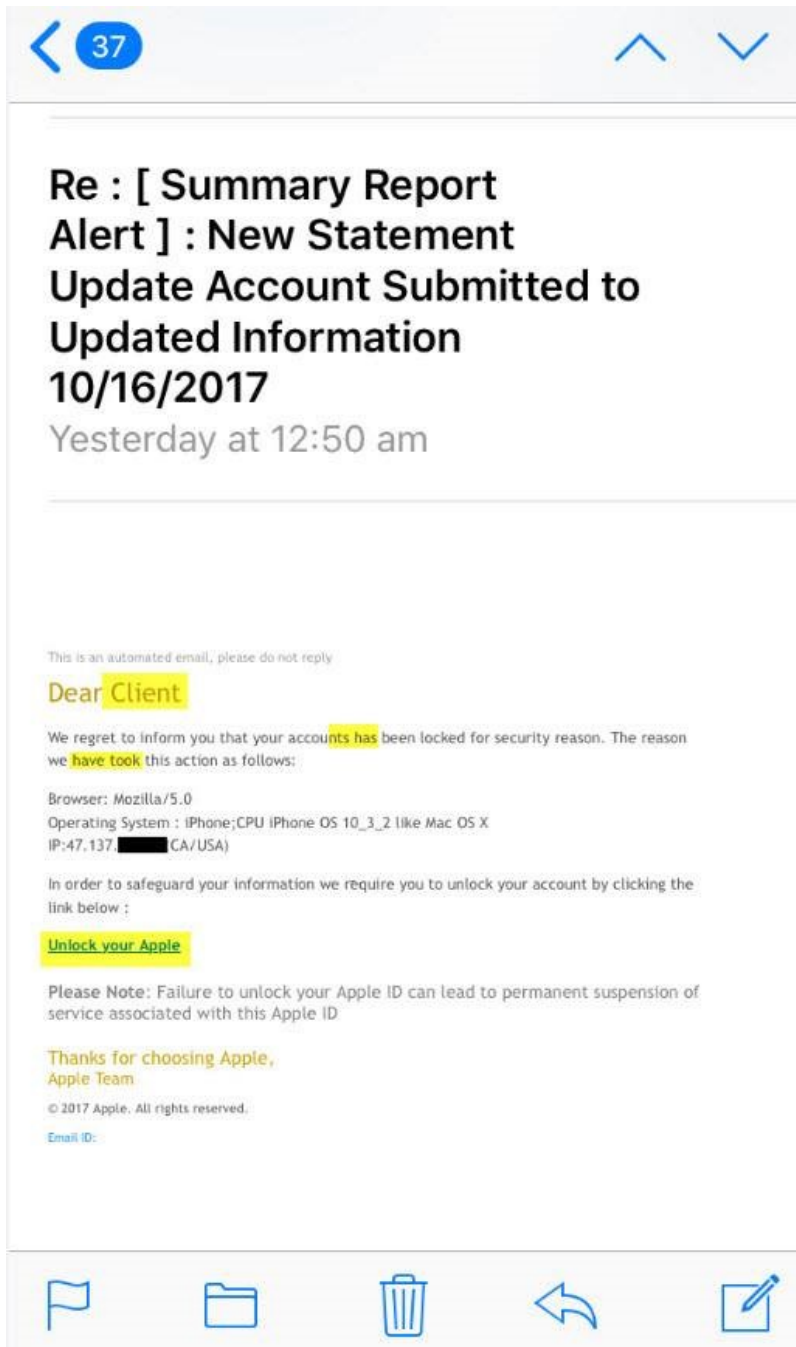 37
Re : [ Summary Report
Alert ] : New Statement
Update Account Submitted to
Updated Information
10/16/2017
Yesterday at 12:50 am
This is an automated email, please do not reply
Dear Client
We regret to inform you that your accounts has been locked for security reason. The reason
we have took this action as follows:
Browser: Mozilla/5.0
Operating System : iPhone;CPU iPhone OS 10_3_2 like Mac OS X
IP:47.137. CA/USA)
In order to safeguard your information we require you to unlock your account by clicking the
link below :
Unlock your Apple
Please Note: Failure to unlock your Apple ID can lead to permanent suspension of
service associated with this Apple ID
Thanks for choosing Apple,
Apple Team
© 2017 Apple. All rights reserved.
Email ID: